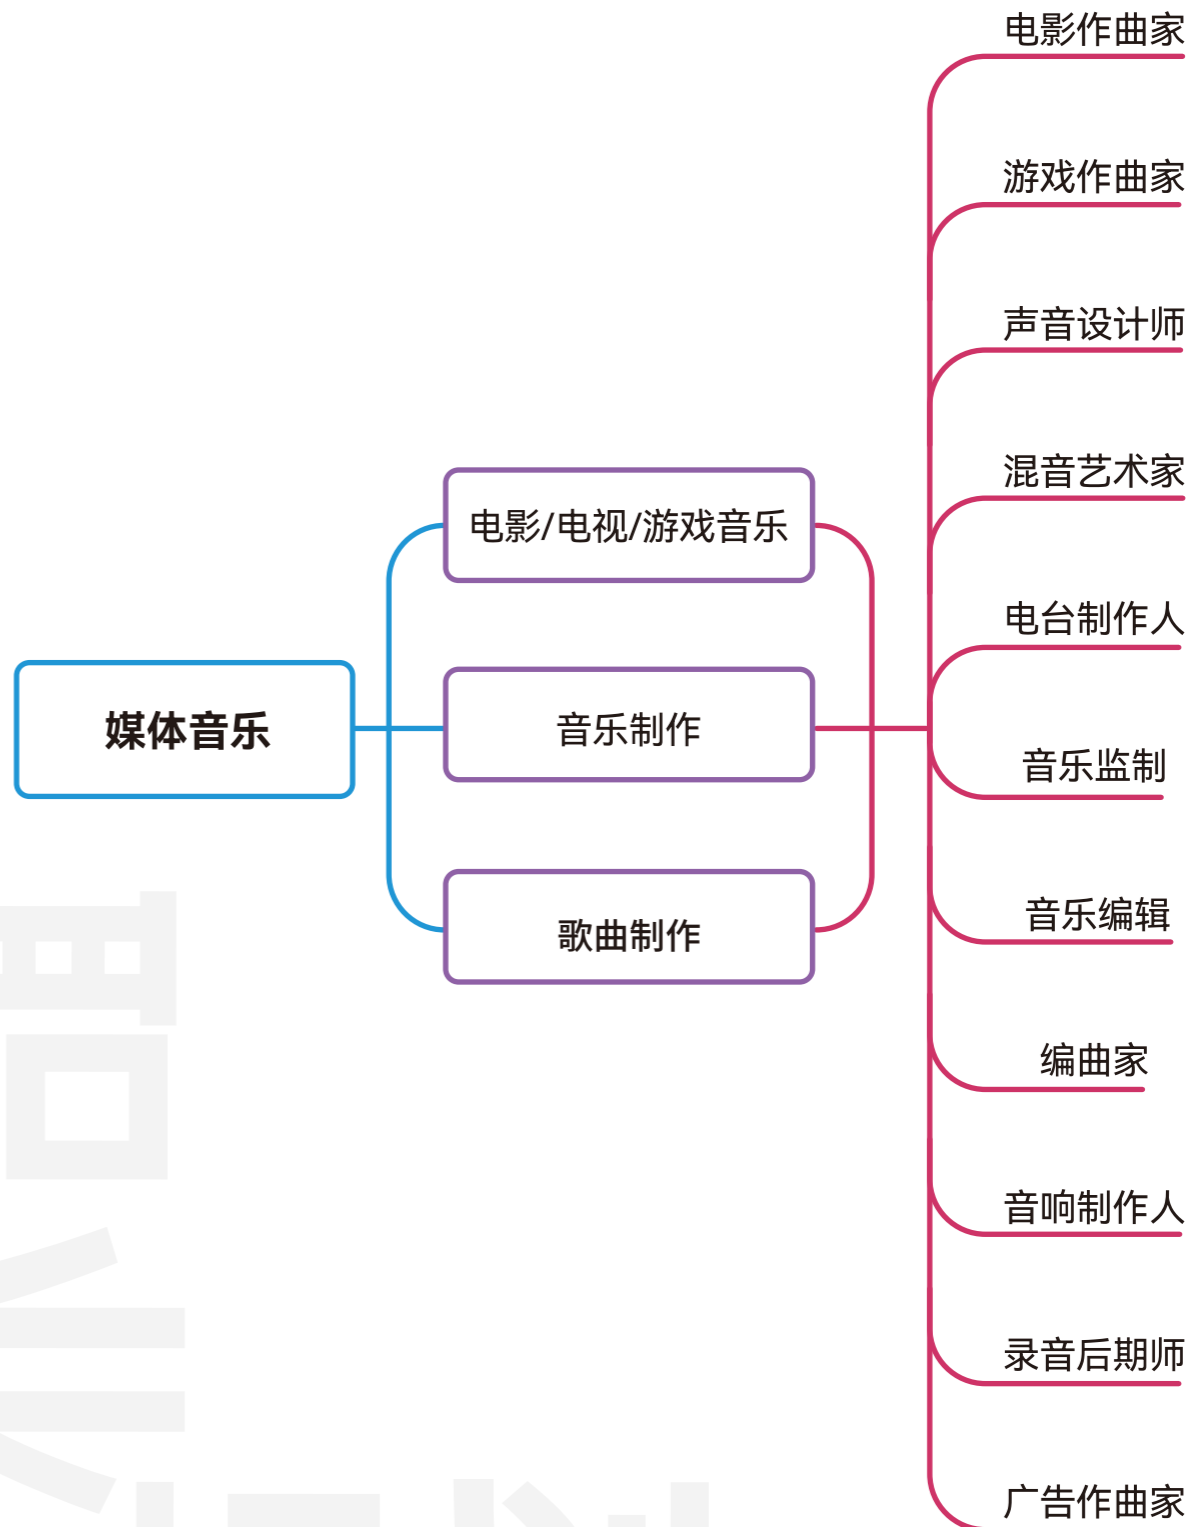 媒体音乐
电影/电视/游戏音乐
音乐制作
歌曲制作
电影作曲家
游戏作曲家
声音设计师
混音艺术家
电台制作人
音乐监制
音乐编辑
编曲家
音响制作人
录音后期师
广告作曲家